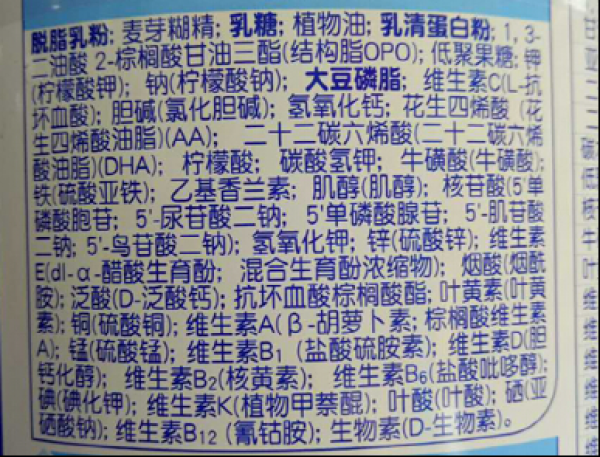 脱脂乳粉; 麦芽糊精; 乳糖; 植物油; 乳清蛋白粉; 1, 3-
二油酸 2-棕榈酸甘油三酯(结构脂OPO); 低聚果糖; 钾
(柠檬酸钾); 钠(柠檬酸钠); 大豆磷脂; 维生素C(L-抗
坏血酸); 胆碱(氯化胆碱); 氢氧化钙; 花生四烯酸 (花
生四烯酸油脂)(AA); 二十二碳六烯酸(二十二碳六烯
酸油脂)(DHA); 柠檬酸; 碳酸氢钾; 牛磺酸(牛磺酸);
铁(硫酸亚铁); 乙基香兰素; 肌醇(肌醇); 核苷酸(5'单
磷酸胞苷; 5'-尿苷酸二钠; 5'单磷酸腺苷; 5'-肌苷酸
二钠; 5'-鸟苷酸二钠); 氢氧化钾; 锌(硫酸锌); 维生素
E(dl-α-醋酸生育酚; 混合生育酚浓缩物); 烟酸(烟酰
胺); 泛酸(D-泛酸钙); 抗坏血酸棕榈酸酯; 叶黄素(叶黄
素); 铜(硫酸铜); 维生素A(β-胡萝卜素; 棕榈酸维生素
A); 锰(硫酸锰); 维生素B₁ (盐酸硫胺素); 维生素D(胆
钙化醇); 维生素B₂(核黄素); 维生素B₆(盐酸吡哆醇);
碘(碘化钾); 维生素K(植物甲萘醌); 叶酸(叶酸); 硒(亚
硒酸钠); 维生素B₁₂ (氰钴胺); 生物素(D-生物素)。